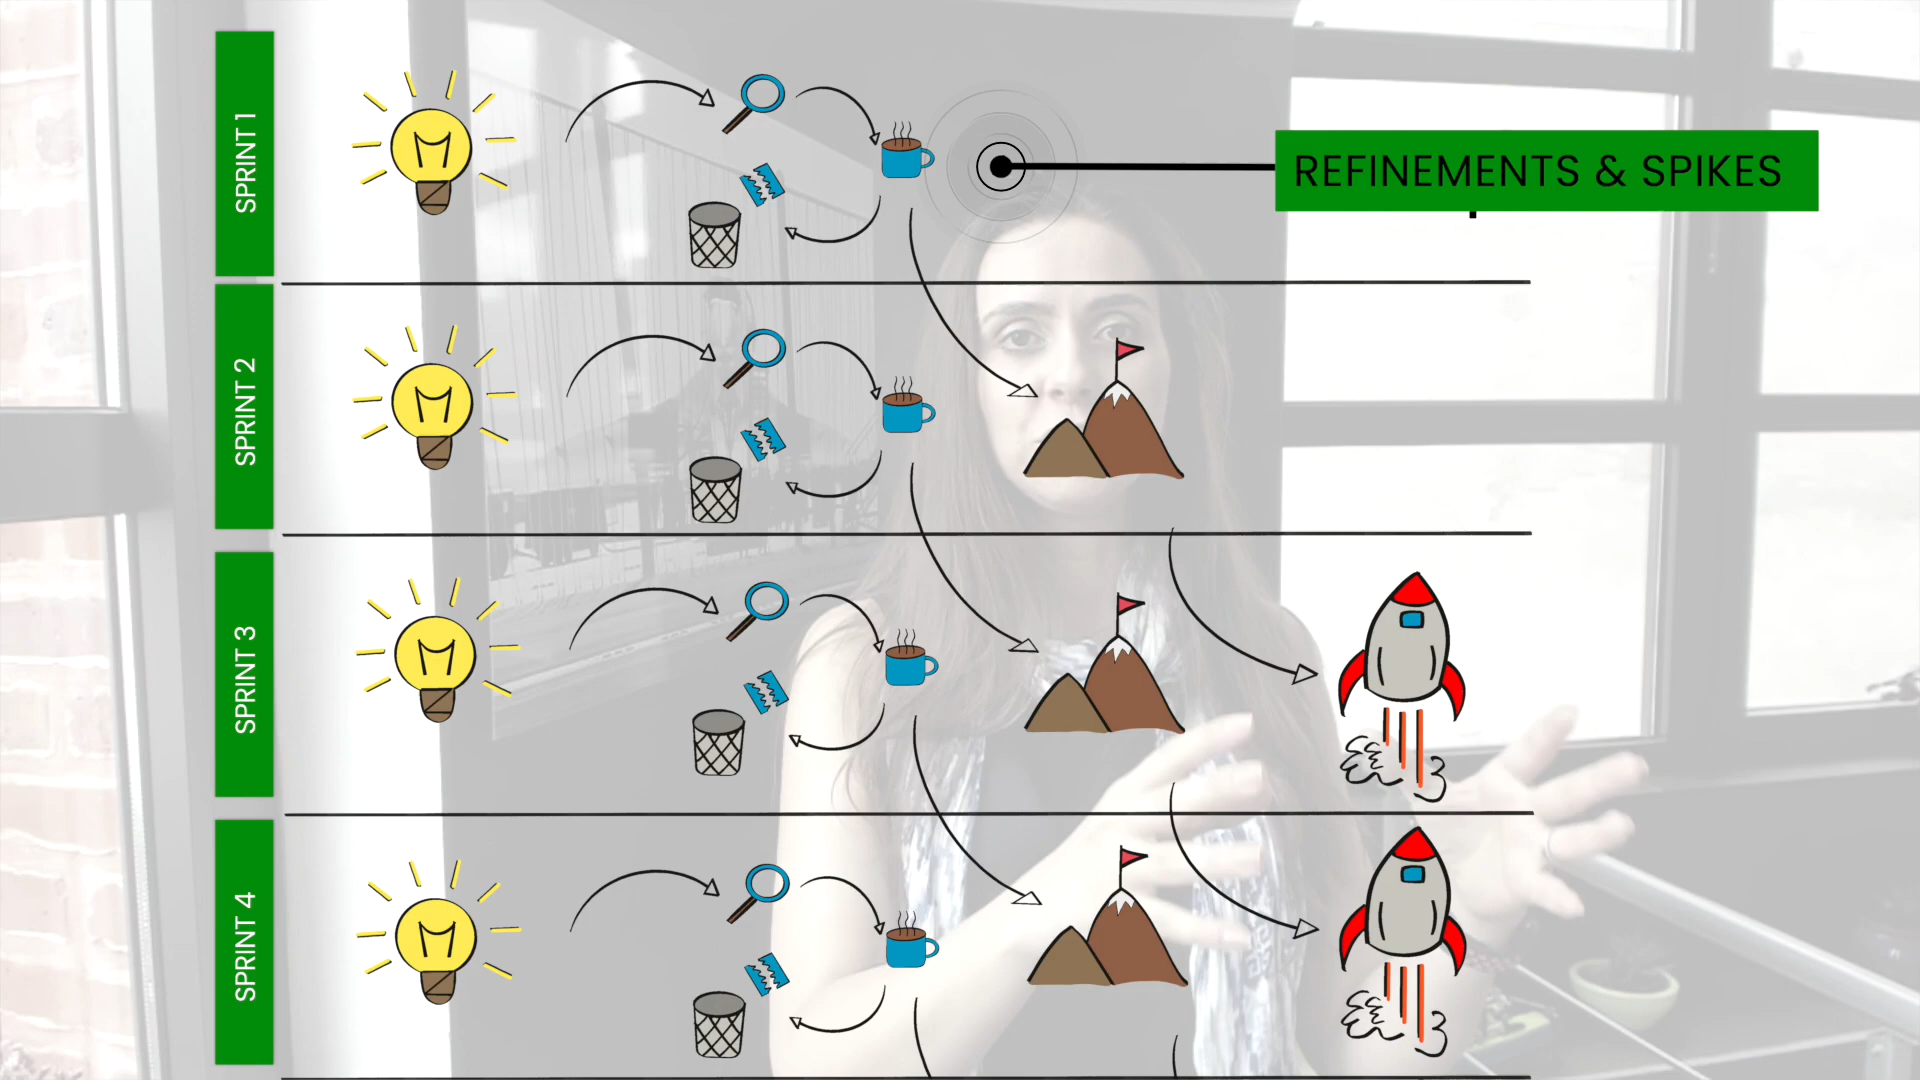 SPRINT 1
REFINEMENTS & SPIKES
SPRINT 2
SPRINT 3
SPRINT 4